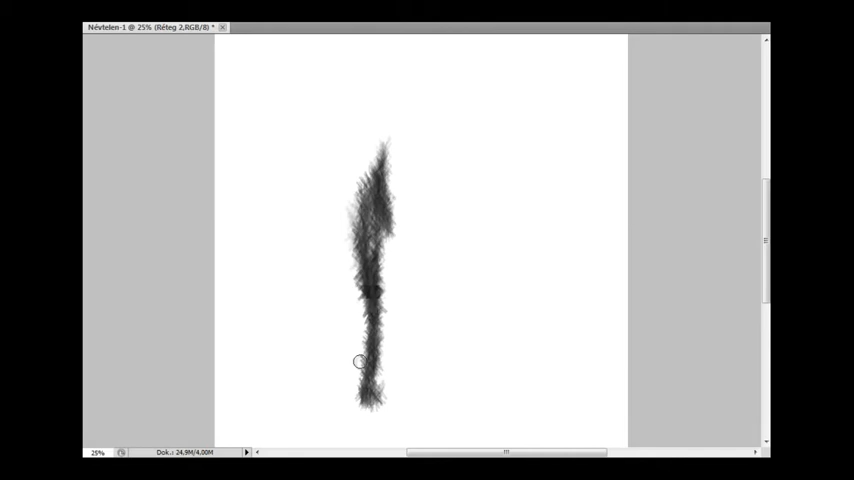 Névtelen-1 @ 25% (Réteg 2,RGB/8) *
25%
Dok.: 24,9M/4,00M